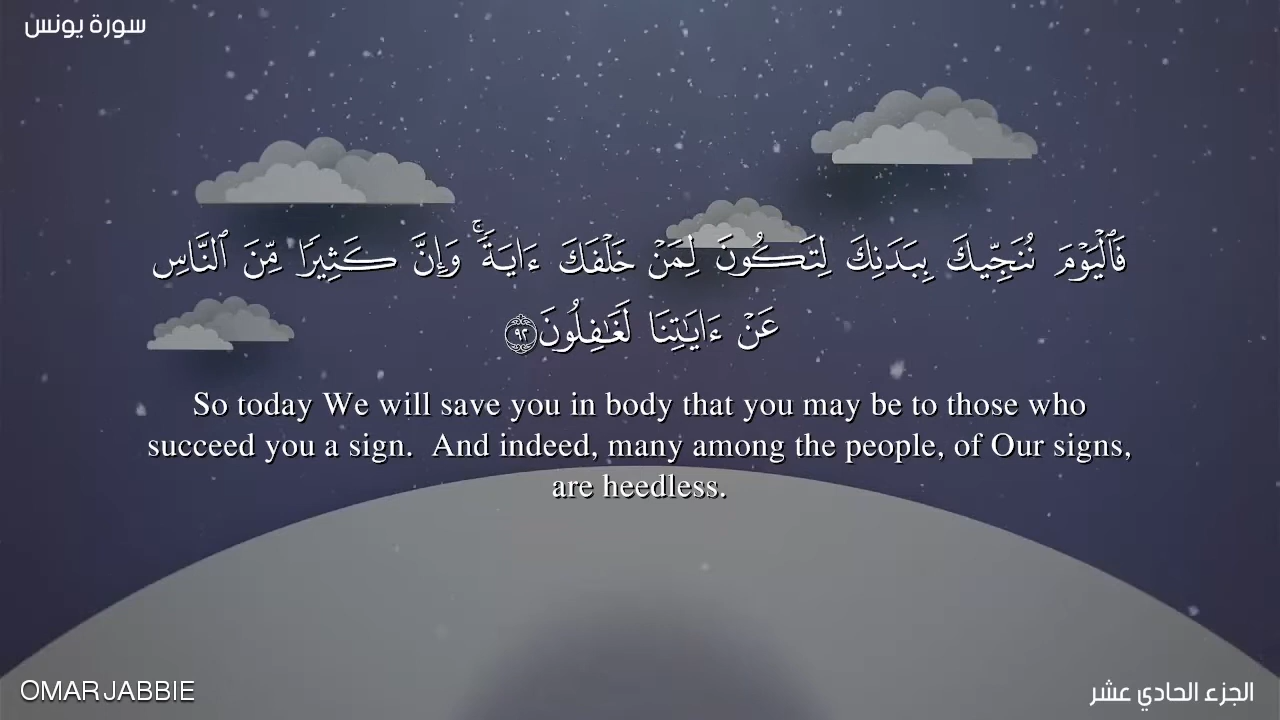 سورة يونس
فَٱلْيَوْمَ نُنَجِّيكَ بِبَدَنِكَ لِتَكُونَ لِمَنْ خَلْفَكَ ءَايَةًۚ وَإِنَّ كَثِيرًا مِّنَ ٱلنَّاسِ
عَنْ ءَايَٰتِنَا لَغَٰفِلُونَ ٩٢
So today We will save you in body that you may be to those who
succeed you a sign.  And indeed, many among the people, of Our signs,
are heedless.
OMAR JABBIE
الجزء الحادي عشر